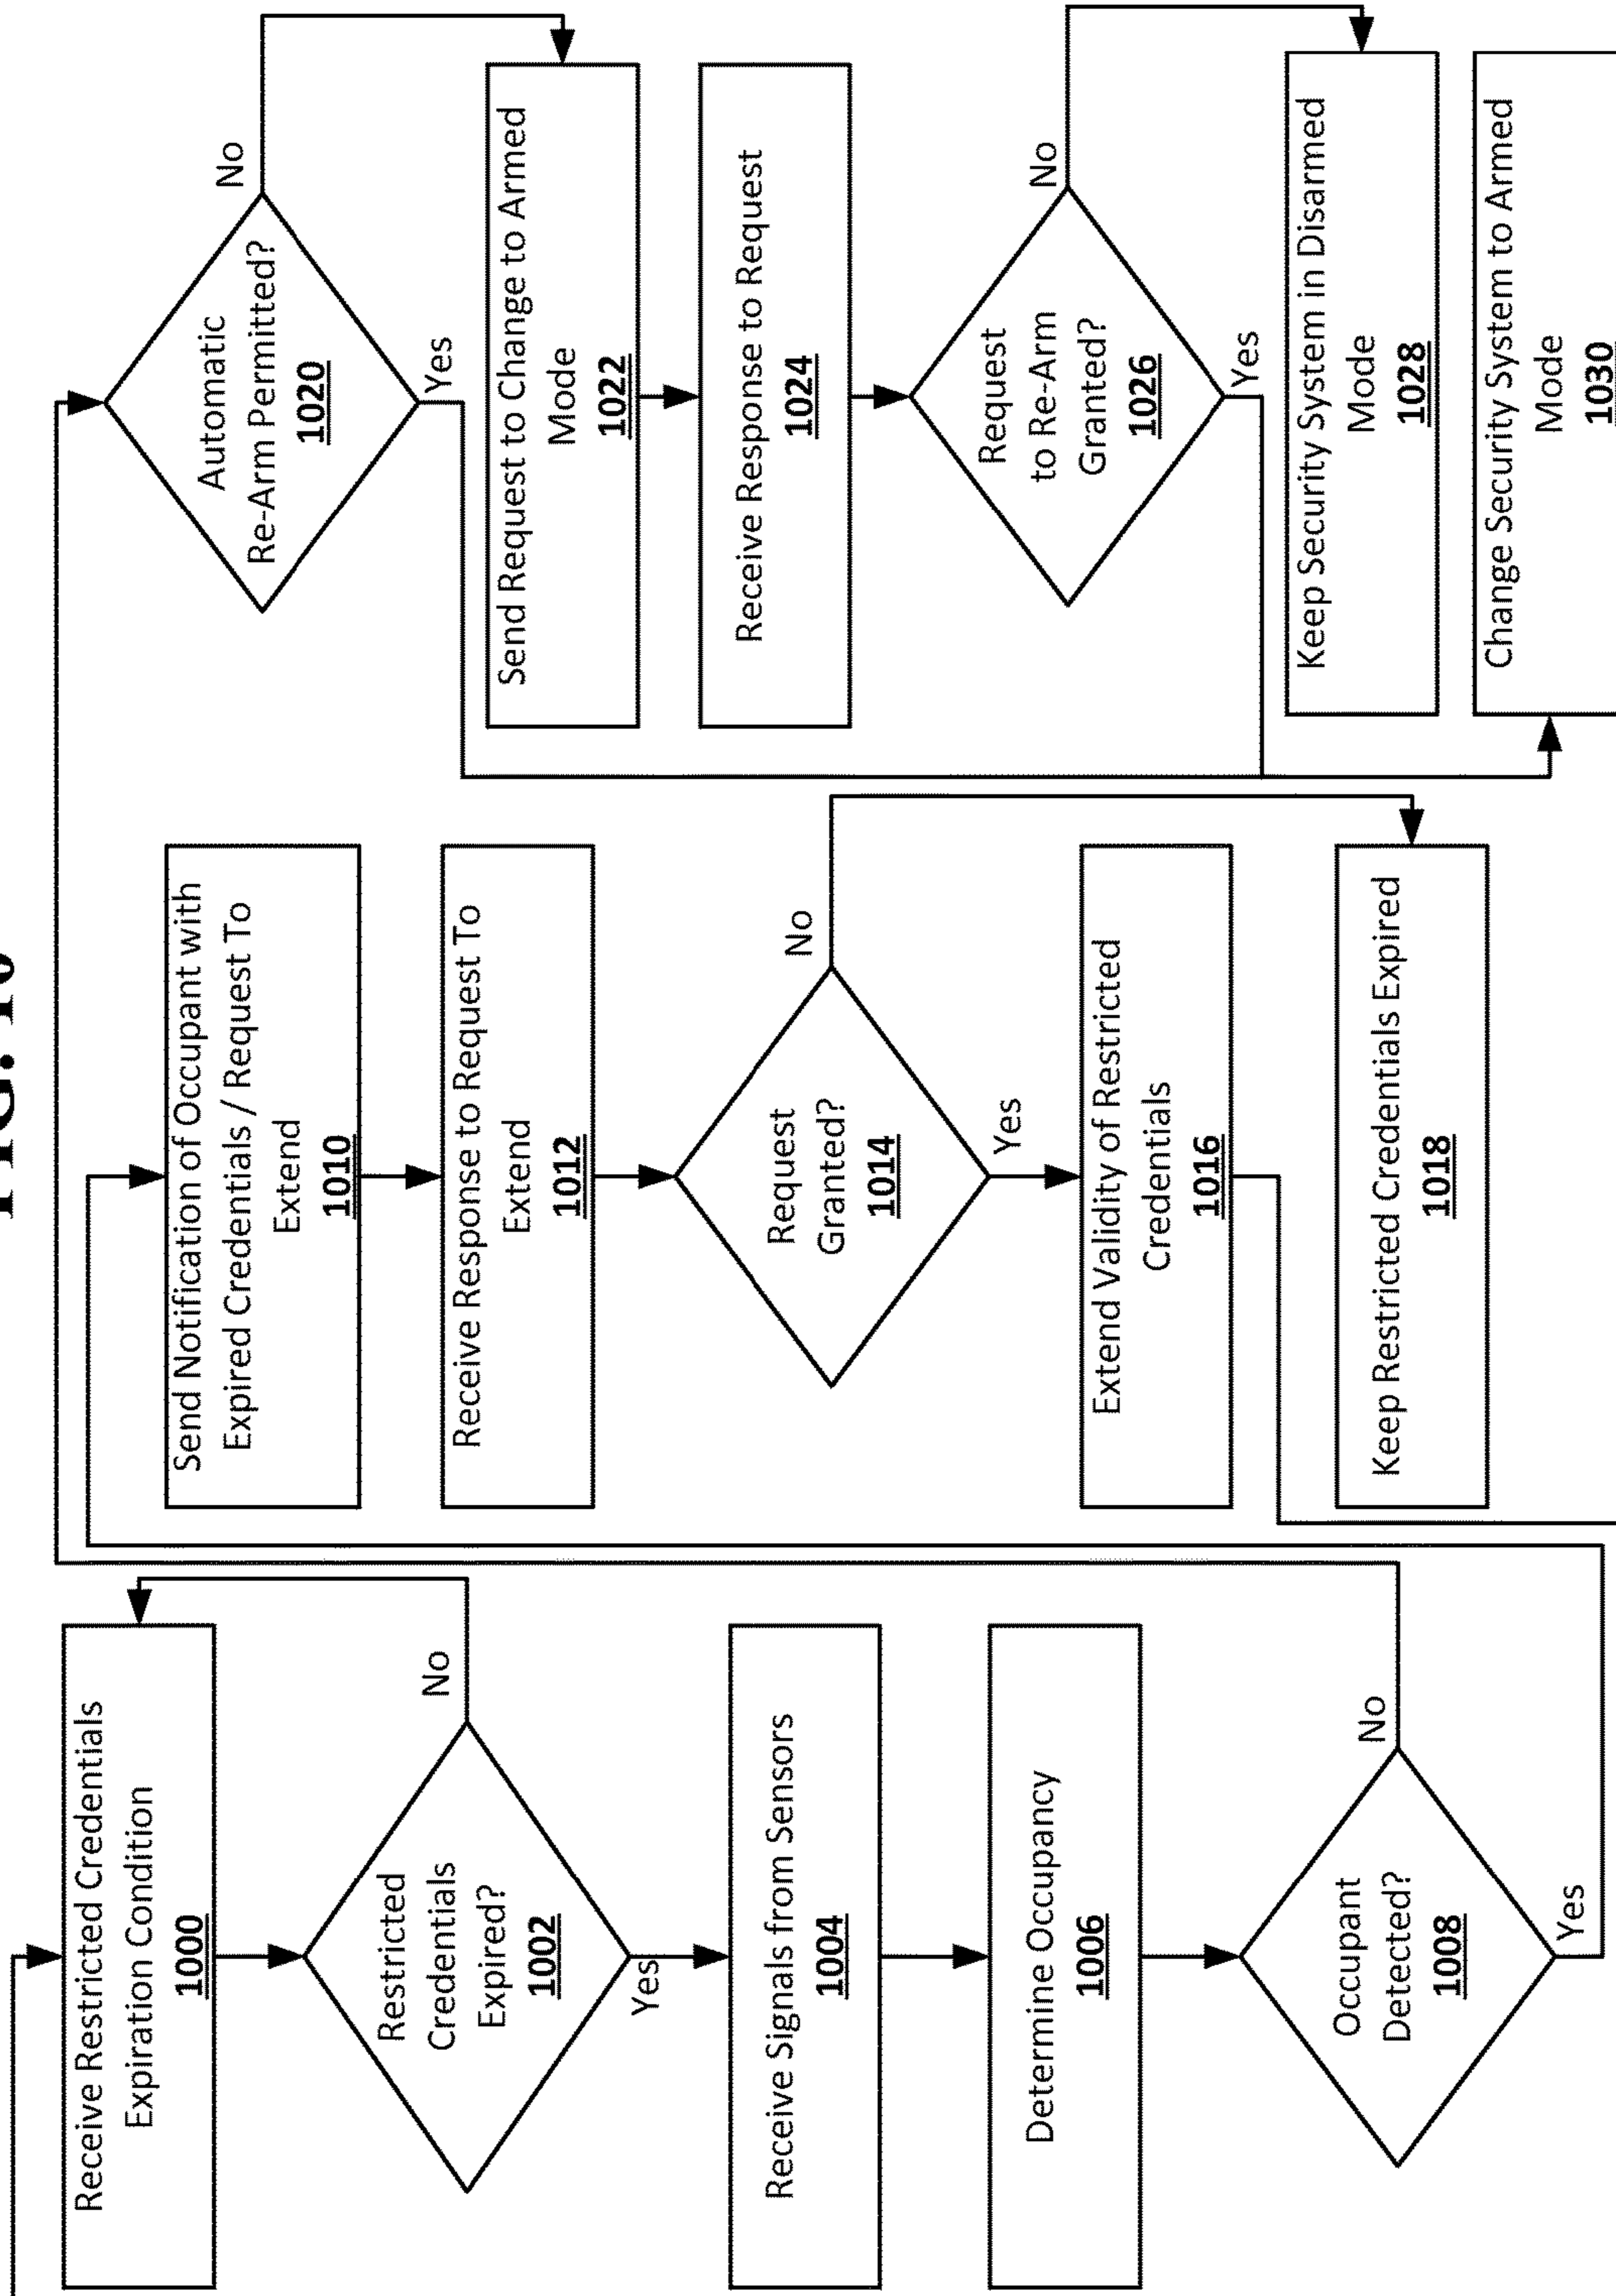 FIG. 10
Receive Restricted Credentials
Expiration Condition
1000
No
Restricted
Credentials
Expired?
1002
Yes
Receive Signals from Sensors
1004
Determine Occupancy
1006
No
Occupant
Detected?
1008
Yes
Send Notification of Occupant with
Expired Credentials / Request To
Extend
1010
Receive Response to Request To
Extend
1012
No
Request
Granted?
1014
Yes
Extend Validity of Restricted
Credentials
1016
Keep Restricted Credentials Expired
1018
No
Automatic
Re-Arm Permitted?
1020
Yes
Send Request to Change to Armed
Mode
1022
Receive Response to Request
1024
No
Request
to Re-Arm
Granted?
1026
Yes
Keep Security System in Disarmed
Mode
1028
Change Security System to Armed
Mode
1030